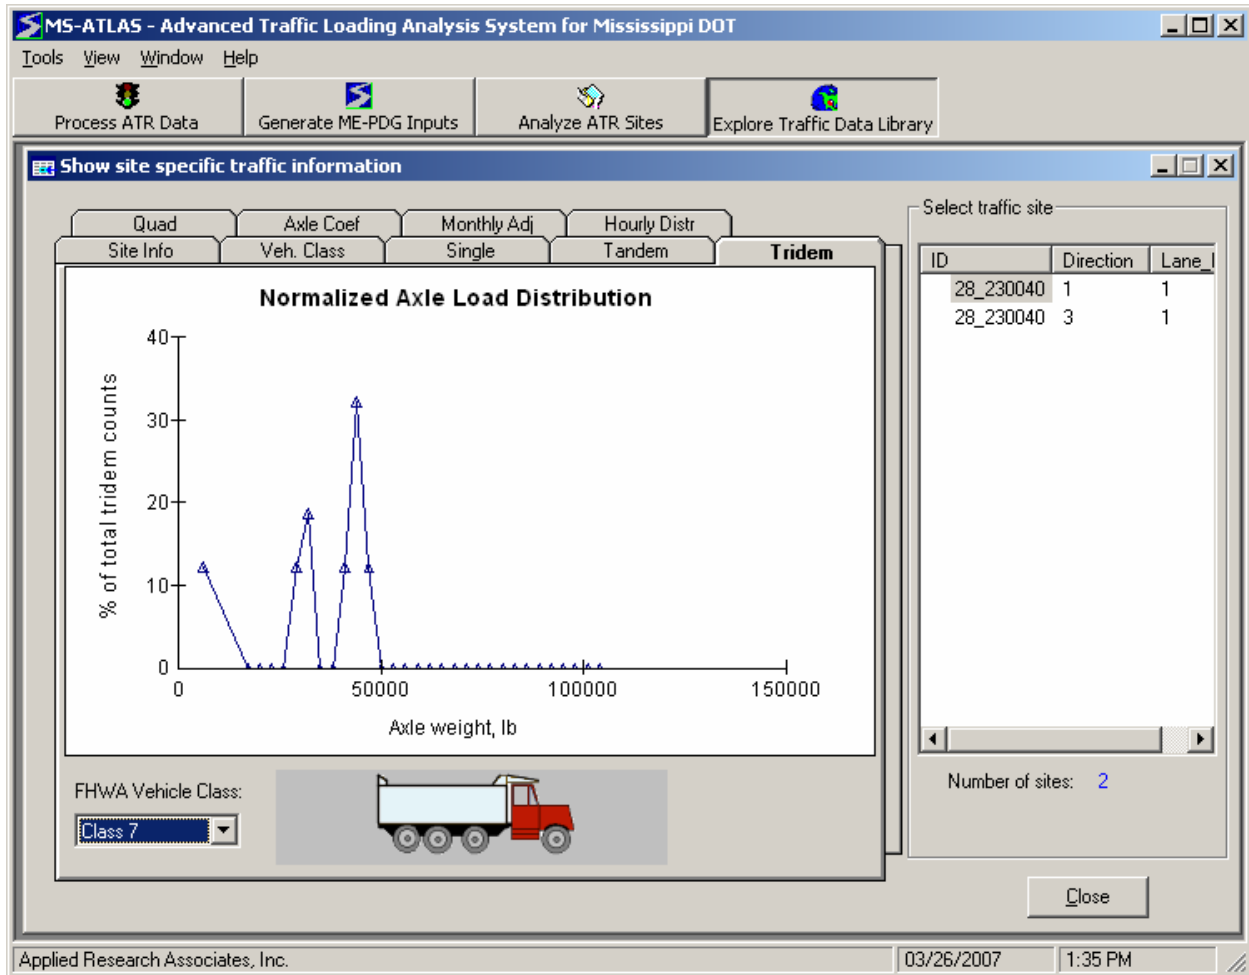 MS-ATLAS - Advanced Traffic Loading Analysis System for Mississippi DOT
Tools View Window Help
Process ATR Data Generate ME-PDG Inputs Analyze ATR Sites Explore Traffic Data Library
Show site specific traffic information
Quad Axle Coef Monthly Adj Hourly Distr
Site Info Veh. Class Single Tandem Tridem
Normalized Axle Load Distribution
% of total tridem counts
40
30
20
10
0
0 50000 100000 150000
Axle weight, lb
FHWA Vehicle Class:
Class 7
Select traffic site
ID Direction Lane_
28_230040 1 1
28_230040 3 1
Number of sites: 2
Close
Applied Research Associates, Inc. 03/26/2007 1:35 PM